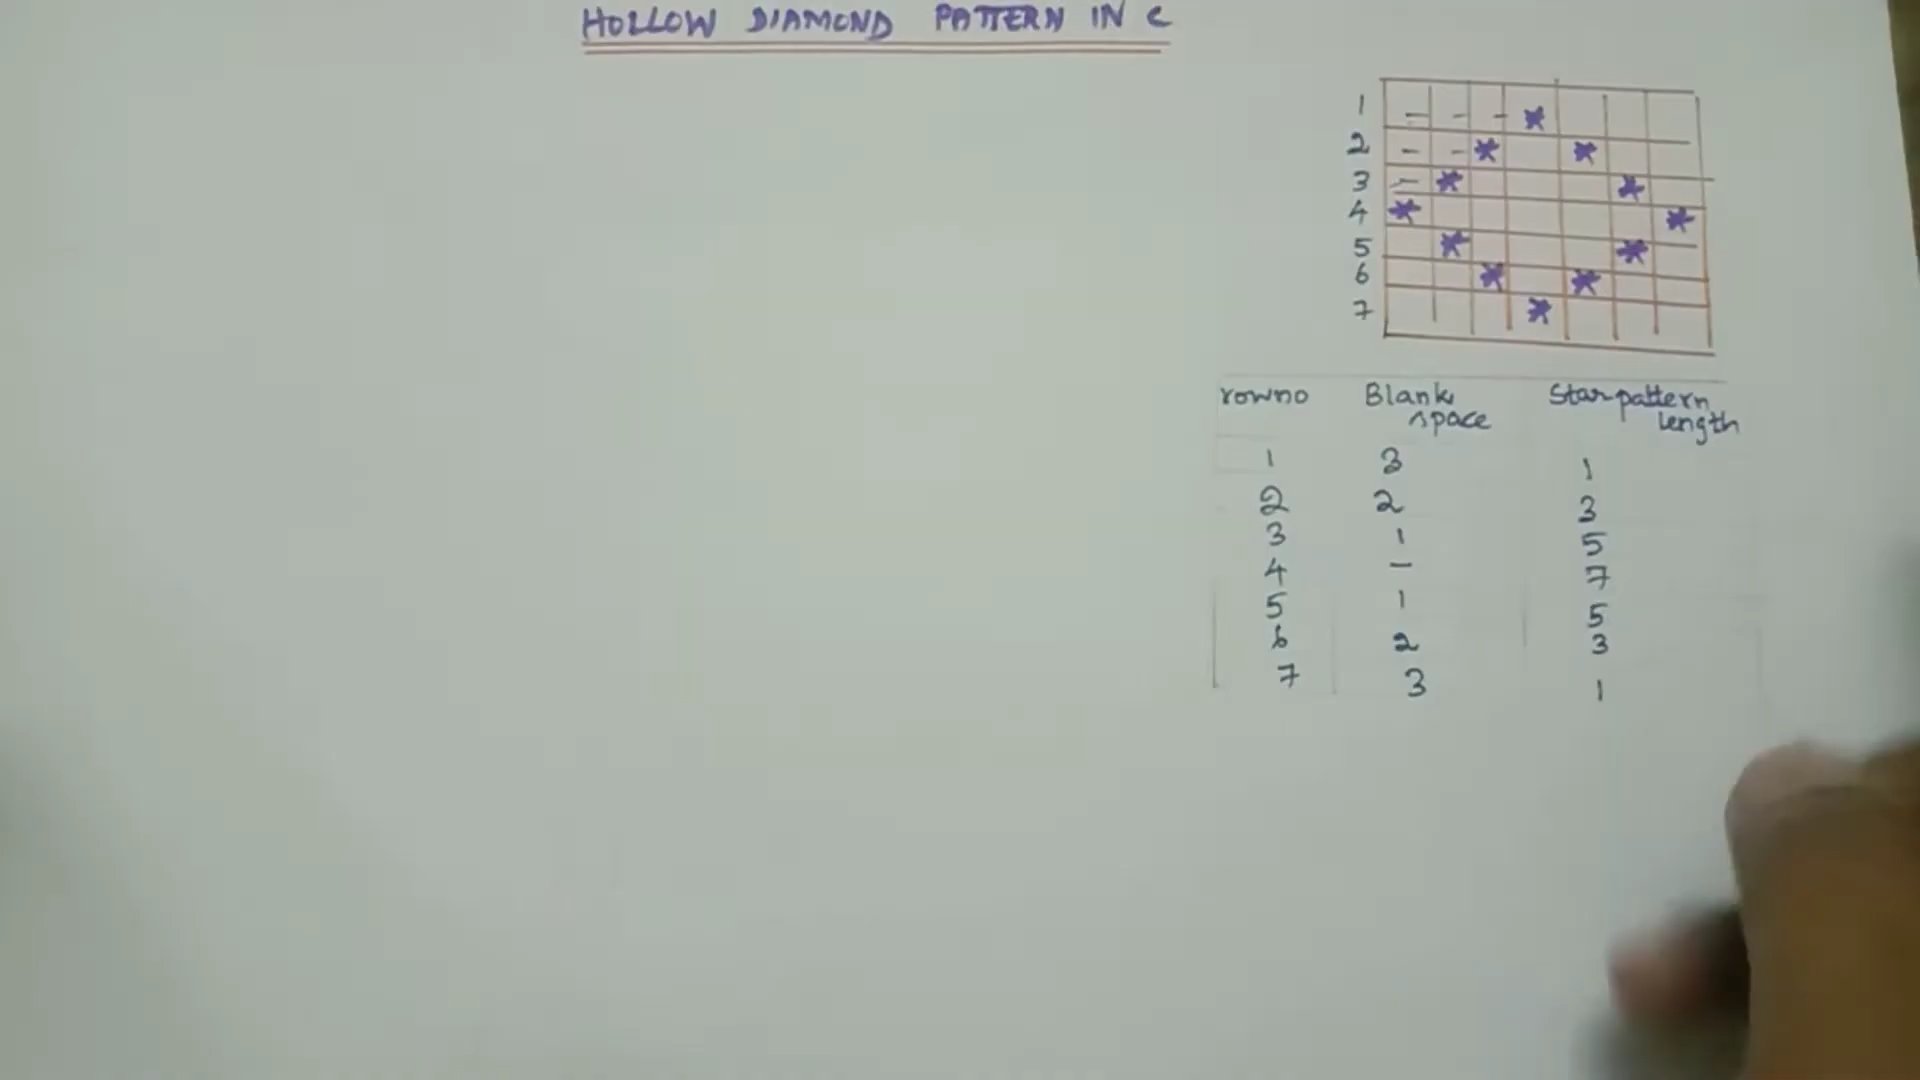 HOLLOW DIAMOND PATTERN IN C
1 - - - *
2 - - * *
3 - * *
4 * *
5 * *
6 * *
7 *
rowno Blank space Star pattern length
1 3 1
2 2 3
3 1 5
4 - 7
5 1 5
6 2 3
7 3 1